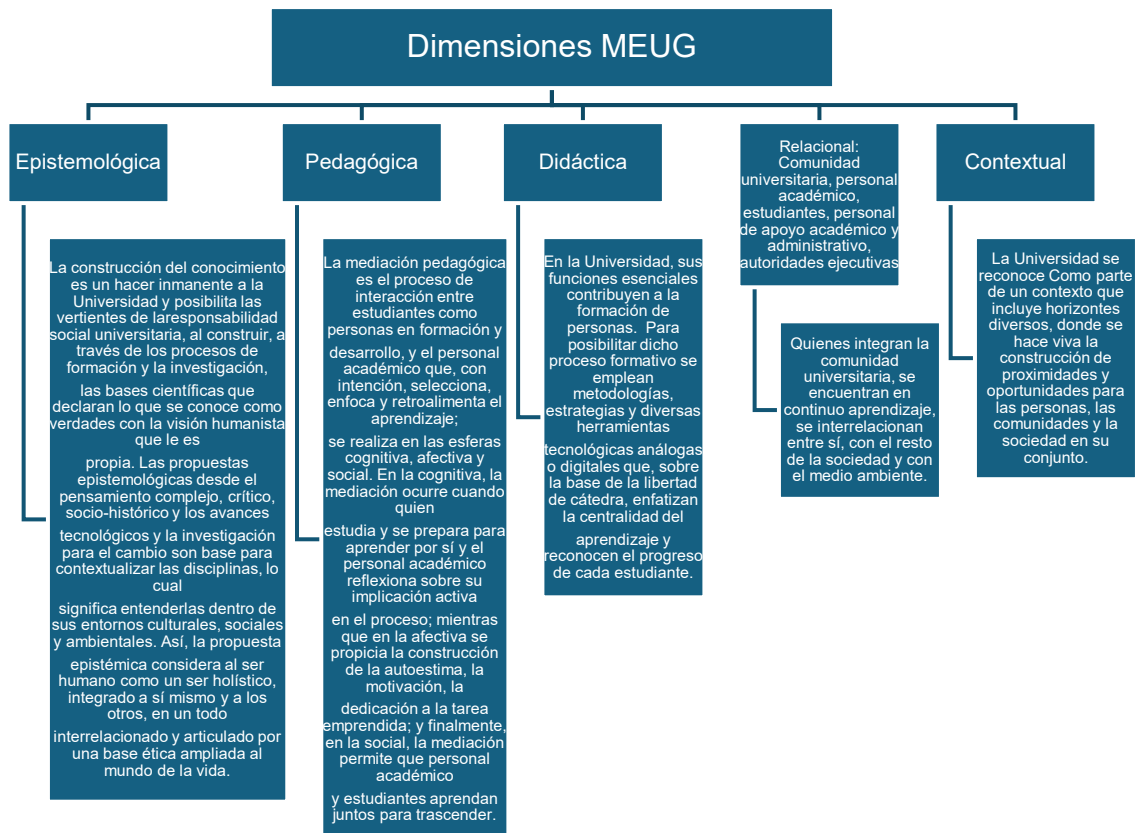 Dimensiones MEUG
Epistemológica
La construcción del conocimiento
es un hacer inmanente a la
Universidad y posibilita las
vertientes de laresponsabilidad
social universitaria, al construir, a
través de los procesos de
formación y la investigación,
las bases científicas que
declaran lo que se conoce como
verdades con la visión humanista
que le es
propia. Las propuestas
epistemológicas desde el
pensamiento complejo, crítico,
socio-histórico y los avances
tecnológicos y la investigación
para el cambio son base para
contextualizar las disciplinas, lo
cual
significa entenderlas dentro de
sus entornos culturales, sociales
y ambientales. Así, la propuesta
epistémica considera al ser
humano como un ser holístico,
integrado a sí mismo y a los
otros, en un todo
interrelacionado y articulado por
una base ética ampliada al
mundo de la vida.
Pedagógica
La mediación pedagógica
es el proceso de
interacción entre
estudiantes como
personas en formación y
desarrollo, y el personal
académico que, con
intención, selecciona,
enfoca y retroalimenta el
aprendizaje;
se realiza en las esferas
cognitiva, afectiva y
social. En la cognitiva, la
mediación ocurre cuando
quien
estudia y se prepara para
aprender por sí y el
personal académico
reflexiona sobre su
implicación activa
en el proceso; mientras
que en la afectiva se
propicia la construcción
de la autoestima, la
motivación, la
dedicación a la tarea
emprendida; y finalmente,
en la social, la mediación
permite que personal
académico
y estudiantes aprendan
juntos para trascender.
Didáctica
En la Universidad, sus
funciones esenciales
contribuyen a la
formación de
personas. Para
posibilitar dicho
proceso formativo se
emplean
metodologías,
estrategias y diversas
herramientas
tecnológicas análogas
o digitales que, sobre
la base de la libertad
de cátedra, enfatizan
la centralidad del
aprendizaje y
reconocen el progreso
de cada estudiante.
Relacional:
Comunidad
universitaria, personal
académico,
estudiantes, personal
de apoyo académico y
administrativo,
autoridades ejecutivas
Quienes integran la
comunidad
universitaria, se
encuentran en
continuo aprendizaje,
se interrelacionan
entre sí, con el resto
de la sociedad y con
el medio ambiente.
Contextual
La Universidad se
reconoce Como parte
de un contexto que
incluye horizontes
diversos, donde se
hace viva la
construcción de
proximidades y
oportunidades para
las personas, las
comunidades y la
sociedad en su
conjunto.